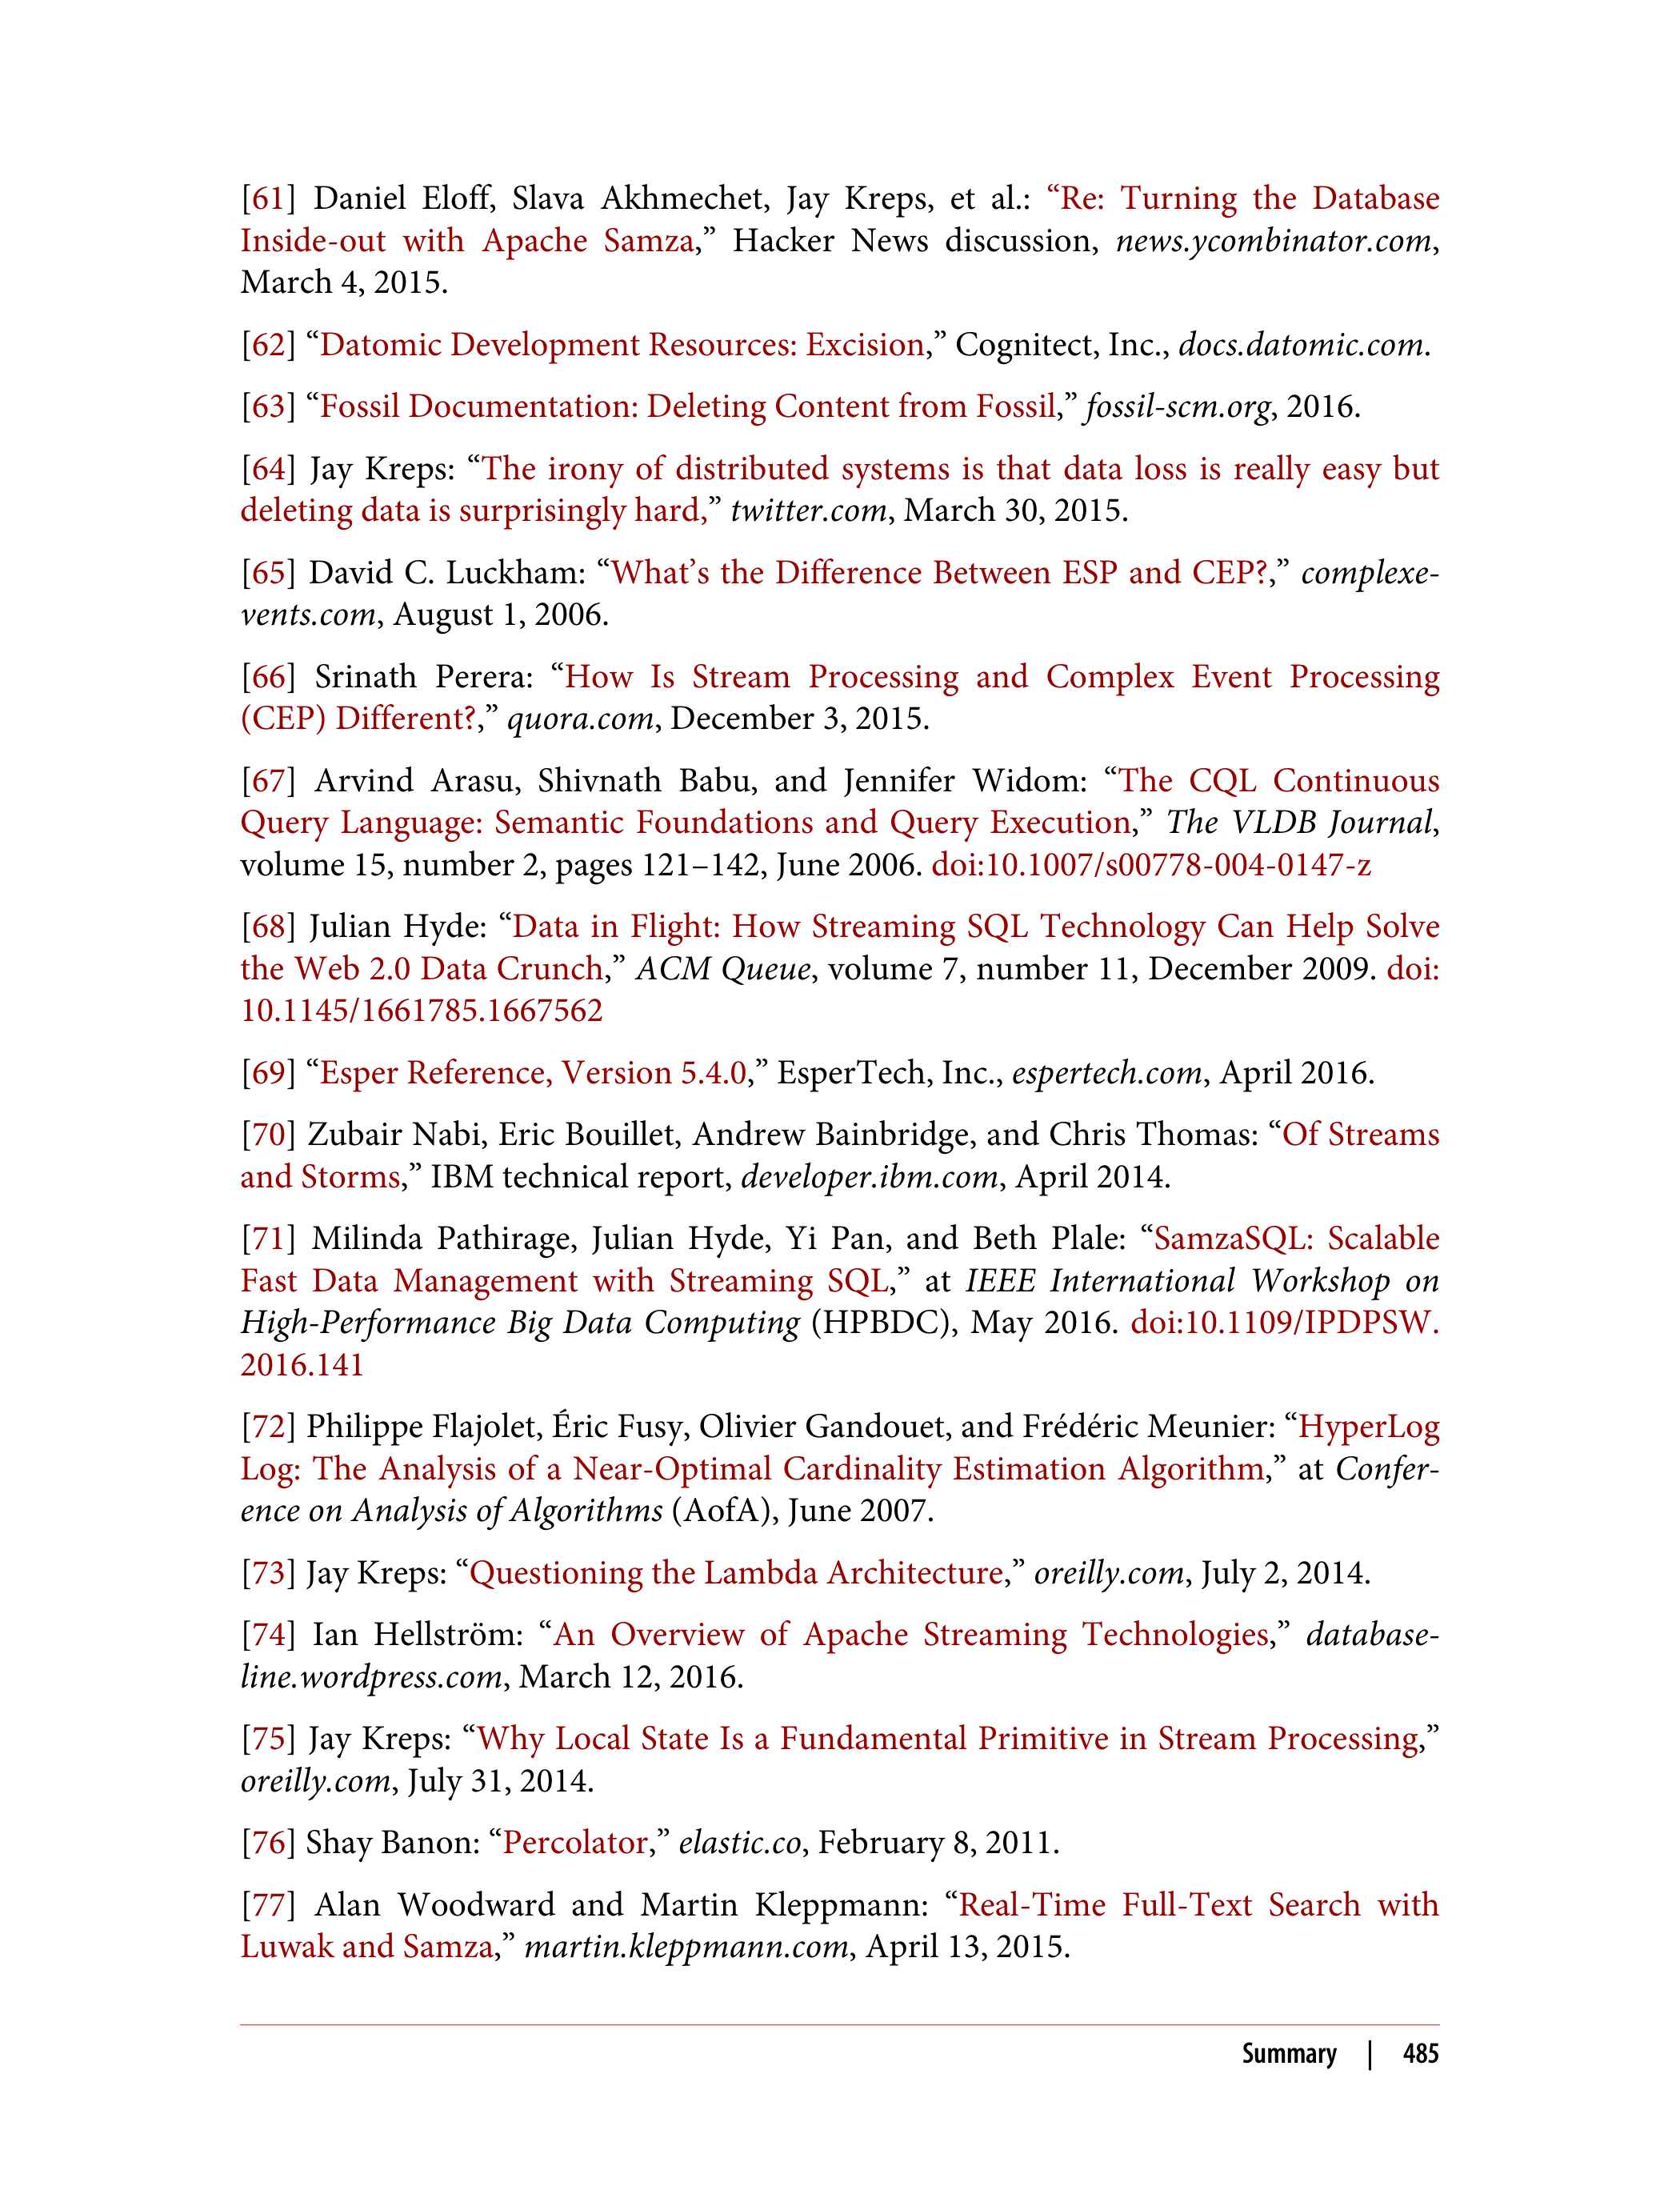 [61] Daniel Eloff, Slava Akhmechet, Jay Kreps, et al.: “Re: Turning the Database
Inside-out with Apache Samza,” Hacker News discussion, news.ycombinator.com,
March 4, 2015.
[62] “Datomic Development Resources: Excision,” Cognitect, Inc., docs.datomic.com.
[63] “Fossil Documentation: Deleting Content from Fossil,” fossil-scm.org, 2016.
[64] Jay Kreps: “The irony of distributed systems is that data loss is really easy but
deleting data is surprisingly hard,” twitter.com, March 30, 2015.
[65] David C. Luckham: “What’s the Difference Between ESP and CEP?,” complexe-
vents.com, August 1, 2006.
[66] Srinath Perera: “How Is Stream Processing and Complex Event Processing
(CEP) Different?,” quora.com, December 3, 2015.
[67] Arvind Arasu, Shivnath Babu, and Jennifer Widom: “The CQL Continuous
Query Language: Semantic Foundations and Query Execution,” The VLDB Journal,
volume 15, number 2, pages 121–142, June 2006. doi:10.1007/s00778-004-0147-z
[68] Julian Hyde: “Data in Flight: How Streaming SQL Technology Can Help Solve
the Web 2.0 Data Crunch,” ACM Queue, volume 7, number 11, December 2009. doi:
10.1145/1661785.1667562
[69] “Esper Reference, Version 5.4.0,” EsperTech, Inc., espertech.com, April 2016.
[70] Zubair Nabi, Eric Bouillet, Andrew Bainbridge, and Chris Thomas: “Of Streams
and Storms,” IBM technical report, developer.ibm.com, April 2014.
[71] Milinda Pathirage, Julian Hyde, Yi Pan, and Beth Plale: “SamzaSQL: Scalable
Fast Data Management with Streaming SQL,” at IEEE International Workshop on
High-Performance Big Data Computing (HPBDC), May 2016. doi:10.1109/IPDPSW.
2016.141
[72] Philippe Flajolet, Éric Fusy, Olivier Gandouet, and Frédéric Meunier: “HyperLog
Log: The Analysis of a Near-Optimal Cardinality Estimation Algorithm,” at Confer-
ence on Analysis of Algorithms (AofA), June 2007.
[73] Jay Kreps: “Questioning the Lambda Architecture,” oreilly.com, July 2, 2014.
[74] Ian Hellström: “An Overview of Apache Streaming Technologies,” database-
line.wordpress.com, March 12, 2016.
[75] Jay Kreps: “Why Local State Is a Fundamental Primitive in Stream Processing,”
oreilly.com, July 31, 2014.
[76] Shay Banon: “Percolator,” elastic.co, February 8, 2011.
[77] Alan Woodward and Martin Kleppmann: “Real-Time Full-Text Search with
Luwak and Samza,” martin.kleppmann.com, April 13, 2015.
Summary | 485